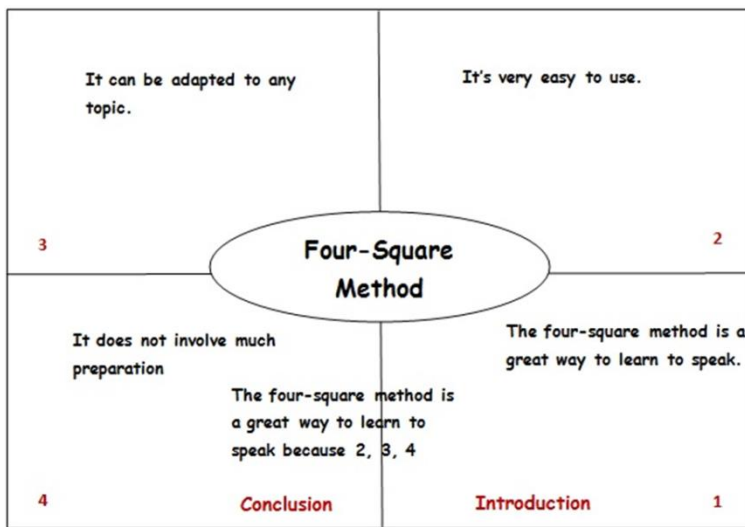 It can be adapted to any
topic.
3
It's very easy to use.
2
Four-Square
Method
It does not involve much
preparation
The four-square method is
a great way to learn to
speak because 2, 3, 4
4
Conclusion
The four-square method is a
great way to learn to speak.
Introduction
1